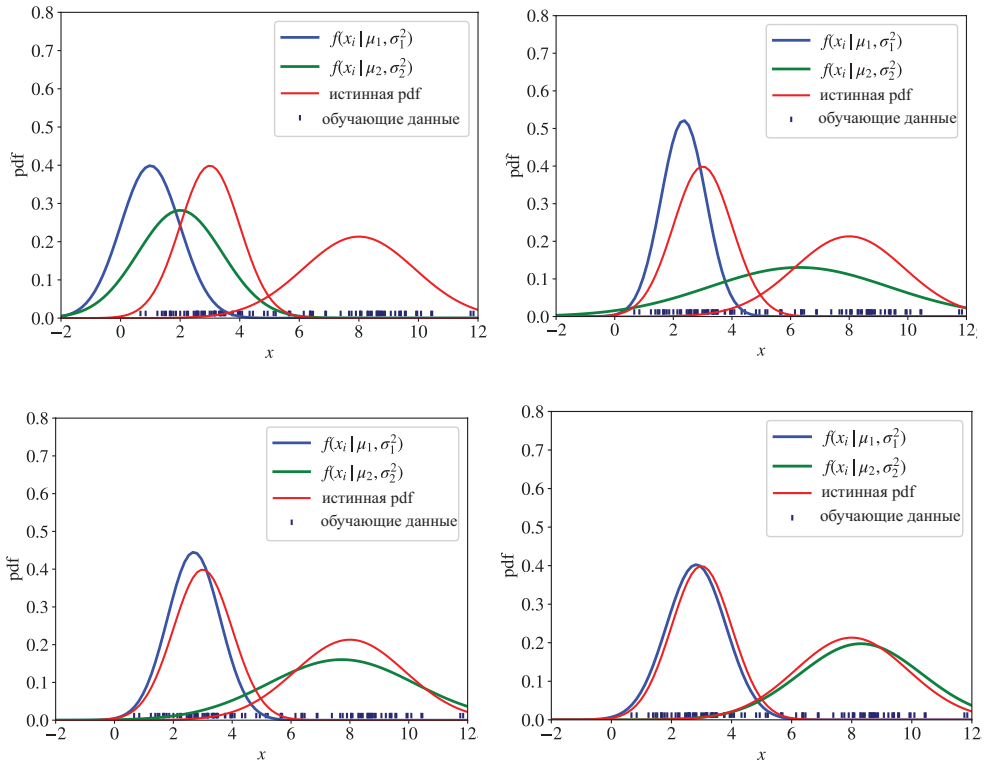 0.8
0.7
0.6
0.5
0.4
0.3
0.2
0.1
0.0
pdf
−2 0 2 4 6 8 10 12
x
f(xᵢ | μ₁, σ₁²)
f(xᵢ | μ₂, σ₂²)
истинная pdf
обучающие данные
0.8
0.7
0.6
0.5
0.4
0.3
0.2
0.1
0.0
pdf
−2 0 2 4 6 8 10 12
x
f(xᵢ | μ₁, σ₁²)
f(xᵢ | μ₂, σ₂²)
истинная pdf
обучающие данные
0.8
0.7
0.6
0.5
0.4
0.3
0.2
0.1
0.0
pdf
−2 0 2 4 6 8 10 12
x
f(xᵢ | μ₁, σ₁²)
f(xᵢ | μ₂, σ₂²)
истинная pdf
обучающие данные
0.8
0.7
0.6
0.5
0.4
0.3
0.2
0.1
0.0
pdf
−2 0 2 4 6 8 10 12
x
f(xᵢ | μ₁, σ₁²)
f(xᵢ | μ₂, σ₂²)
истинная pdf
обучающие данные